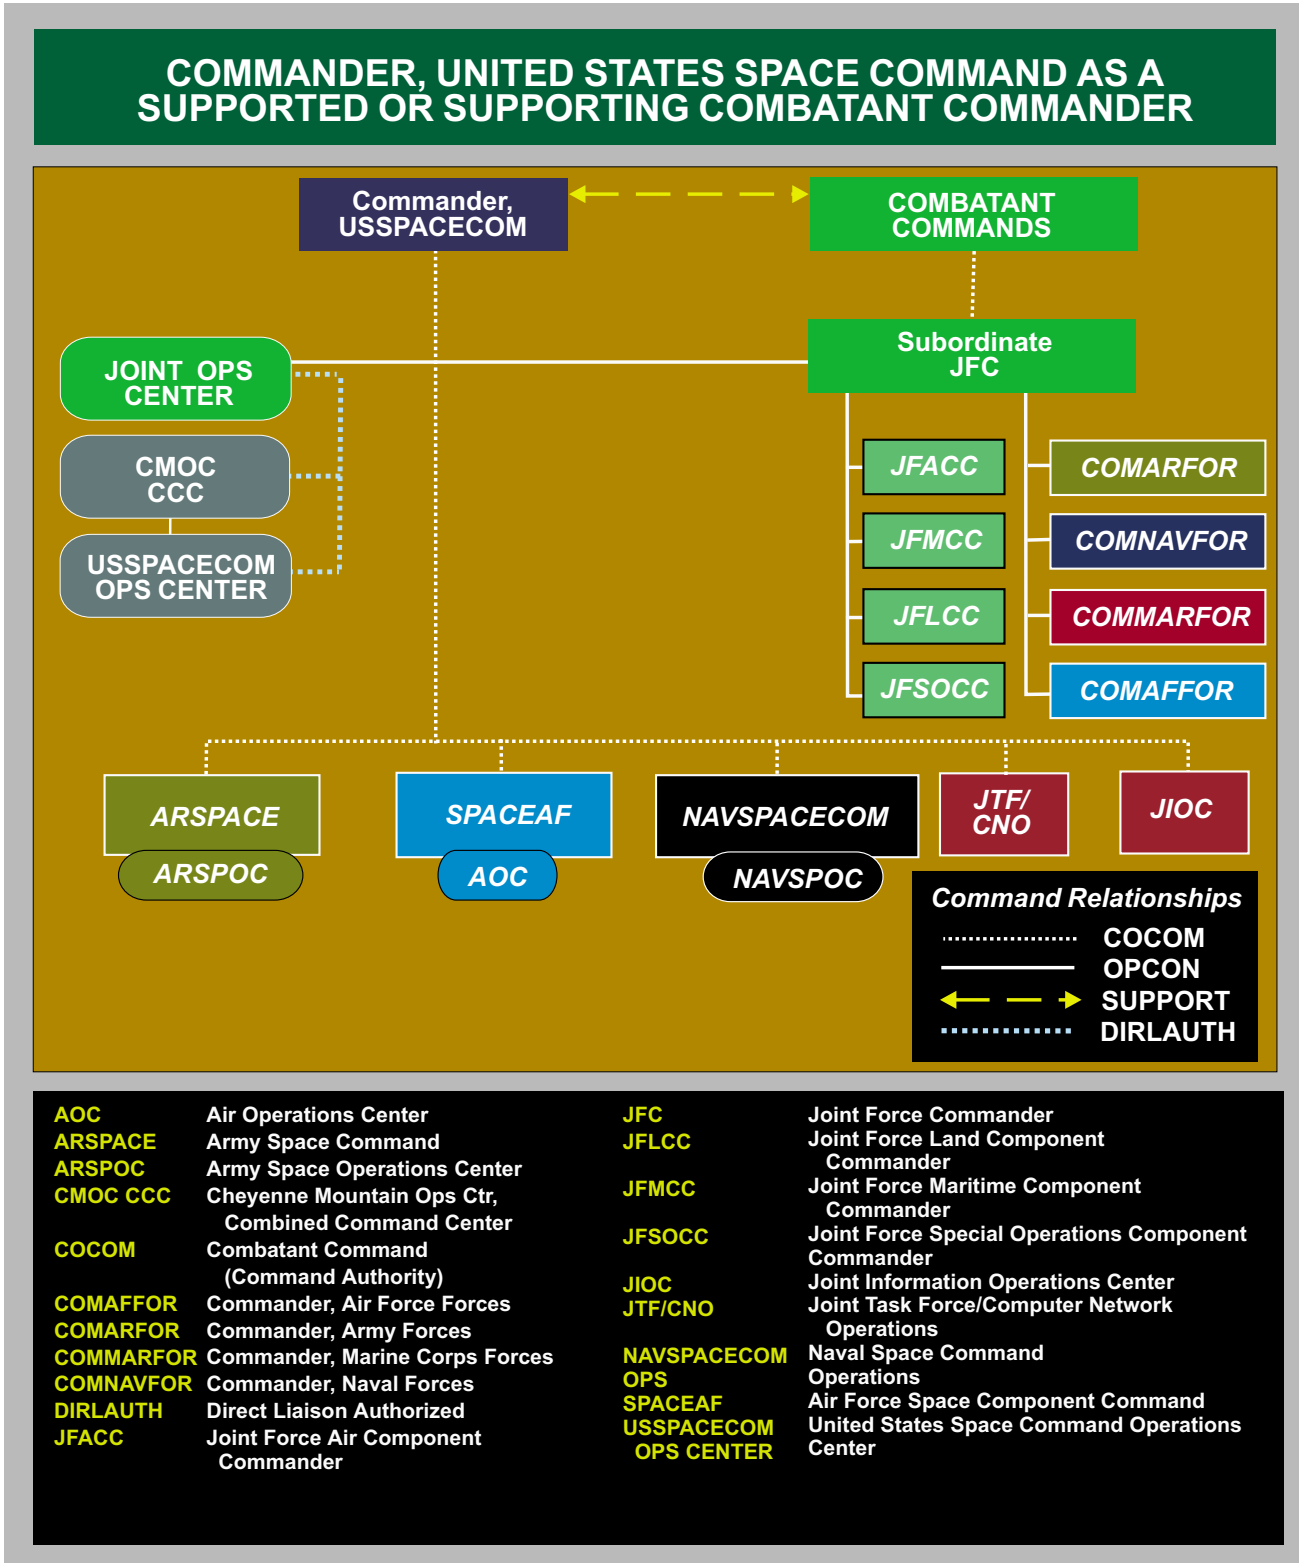 COMMANDER, UNITED STATES SPACE COMMAND AS A
SUPPORTED OR SUPPORTING COMBATANT COMMANDER
Commander,
USSPACECOM
COMBATANT
COMMANDS
Subordinate
JFC
JOINT OPS
CENTER
CMOC
CCC
USSPACECOM
OPS CENTER
JFACC
COMARFOR
JFMCC
COMNAVFOR
JFLCC
COMMARFOR
JFSOCC
COMAFFOR
ARSPACE
ARSPOC
SPACEAF
AOC
NAVSPACECOM
NAVSPOC
JTF/
CNO
JIOC
Command Relationships
COCOM
OPCON
SUPPORT
DIRLAUTH
AOC Air Operations Center
ARSPACE Army Space Command
ARSPOC Army Space Operations Center
CMOC CCC Cheyenne Mountain Ops Ctr,
Combined Command Center
COCOM Combatant Command
(Command Authority)
COMAFFOR Commander, Air Force Forces
COMARFOR Commander, Army Forces
COMMARFOR Commander, Marine Corps Forces
COMNAVFOR Commander, Naval Forces
DIRLAUTH Direct Liaison Authorized
JFACC Joint Force Air Component
Commander
JFC Joint Force Commander
JFLCC Joint Force Land Component
Commander
JFMCC Joint Force Maritime Component
Commander
JFSOCC Joint Force Special Operations Component
Commander
JIOC Joint Information Operations Center
JTF/CNO Joint Task Force/Computer Network
Operations
NAVSPACECOM Naval Space Command
OPS Operations
SPACEAF Air Force Space Component Command
USSPACECOM United States Space Command Operations
OPS CENTER Center